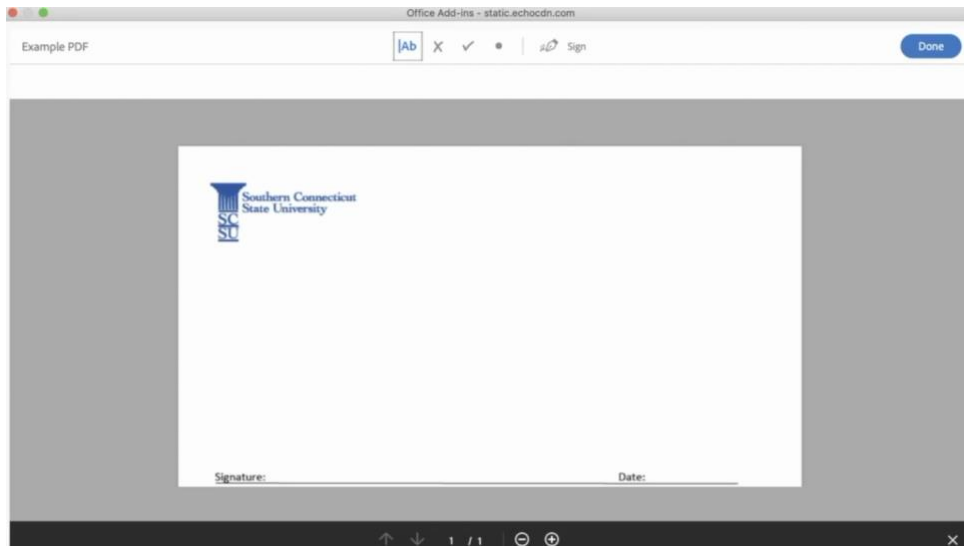 Office Add-ins - static.echocdn.com
Example PDF
Ab
Sign
Done
Southern Connecticut
State University
SC
SU
Signature: Date:
1 / 1